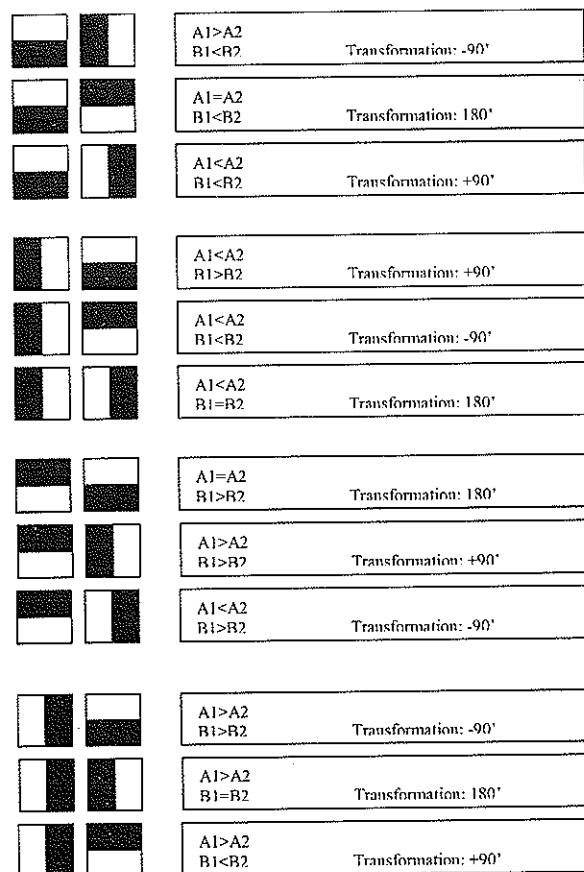 A1>A2
B1<B2 Transformation: -90'
A1=A2
B1<B2 Transformation: 180'
A1<A2
B1<B2 Transformation: +90'
A1<A2
B1>B2 Transformation: +90'
A1<A2
B1<B2 Transformation: -90'
A1<A2
B1=B2 Transformation: 180'
A1=A2
B1>B2 Transformation: 180'
A1>A2
B1>B2 Transformation: +90'
A1<A2
B1>B2 Transformation: -90'
A1>A2
B1>B2 Transformation: -90'
A1>A2
B1=B2 Transformation: 180'
A1>A2
B1<B2 Transformation: +90'